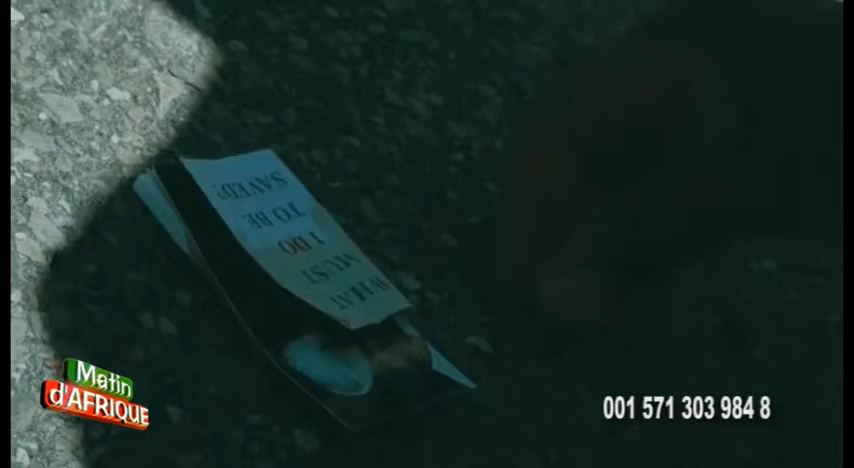 WHAT
MUST
I DO
TO BE
SAVED?
Matin
d'AFRIQUE
001 571 303 984 8